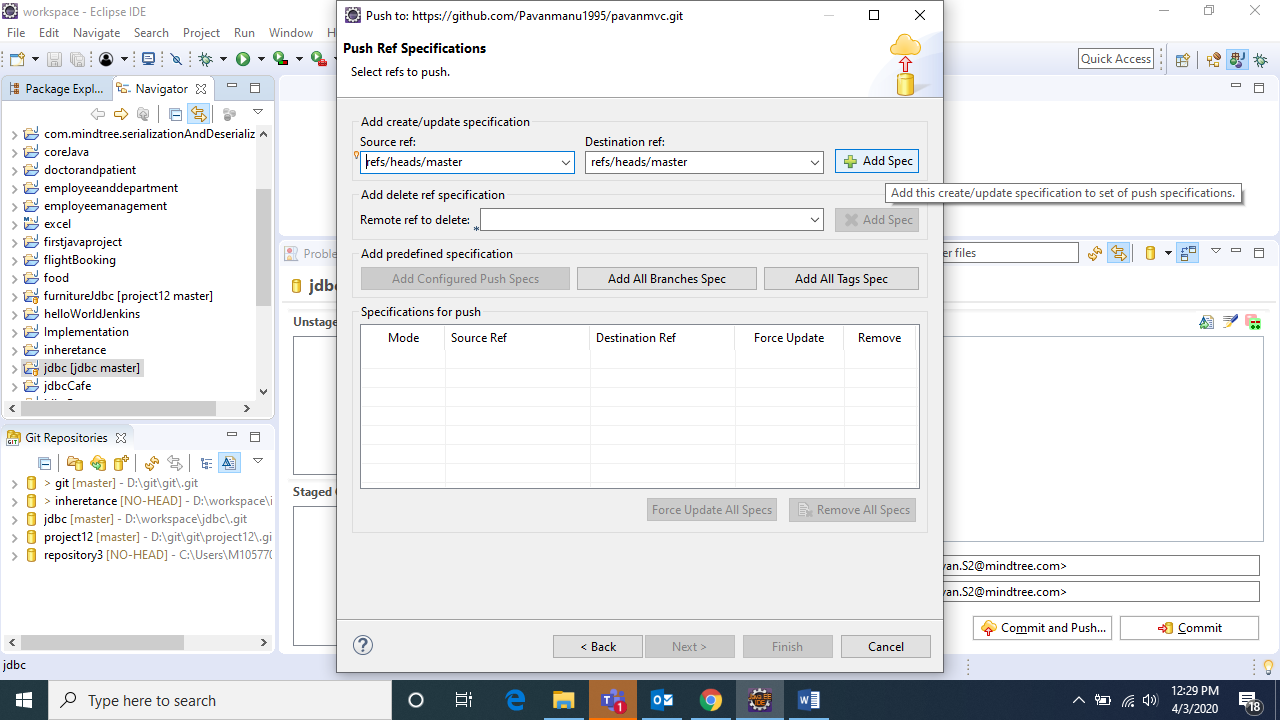 workspace - Eclipse IDE
File Edit Navigate Search Project Run Window
Quick Access
Package Expl...
Navigator
com.mindtree.serializationAndDeserializ
coreJava
doctorandpatient
employeeanddepartment
employeemanagement
excel
firstjavaproject
flightBooking
food
furnitureJdbc [project12 master]
helloWorldJenkins
Implementation
inheretance
jdbc [jdbc master]
jdbcCafe
Git Repositories
> git [master] - D:\git\git\.git
> inheretance [NO-HEAD] - D:\workspace\i
jdbc [master] - D:\workspace\jdbc\.git
project12 [master] - D:\git\git\project12\.gi
repository3 [NO-HEAD] - C:\Users\M10577
jdbc
Push to: https://github.com/Pavanmanu1995/pavanmvc.git
Push Ref Specifications
Select refs to push.
Add create/update specification
Source ref:
Destination ref:
refs/heads/master
refs/heads/master
Add Spec
Add this create/update specification to set of push specifications.
Add delete ref specification
Remote ref to delete:
Add Spec
Add predefined specification
Add Configured Push Specs
Add All Branches Spec
Add All Tags Spec
Specifications for push
Mode Source Ref Destination Ref Force Update Remove
Force Update All Specs
Remove All Specs
< Back
Next >
Finish
Cancel
Proble
er files
jdb
Unstage
Staged
van.S2@mindtree.com>
van.S2@mindtree.com>
Commit and Push...
Commit
Type here to search
1
Java EE
IDE
12:29 PM
4/3/2020
18